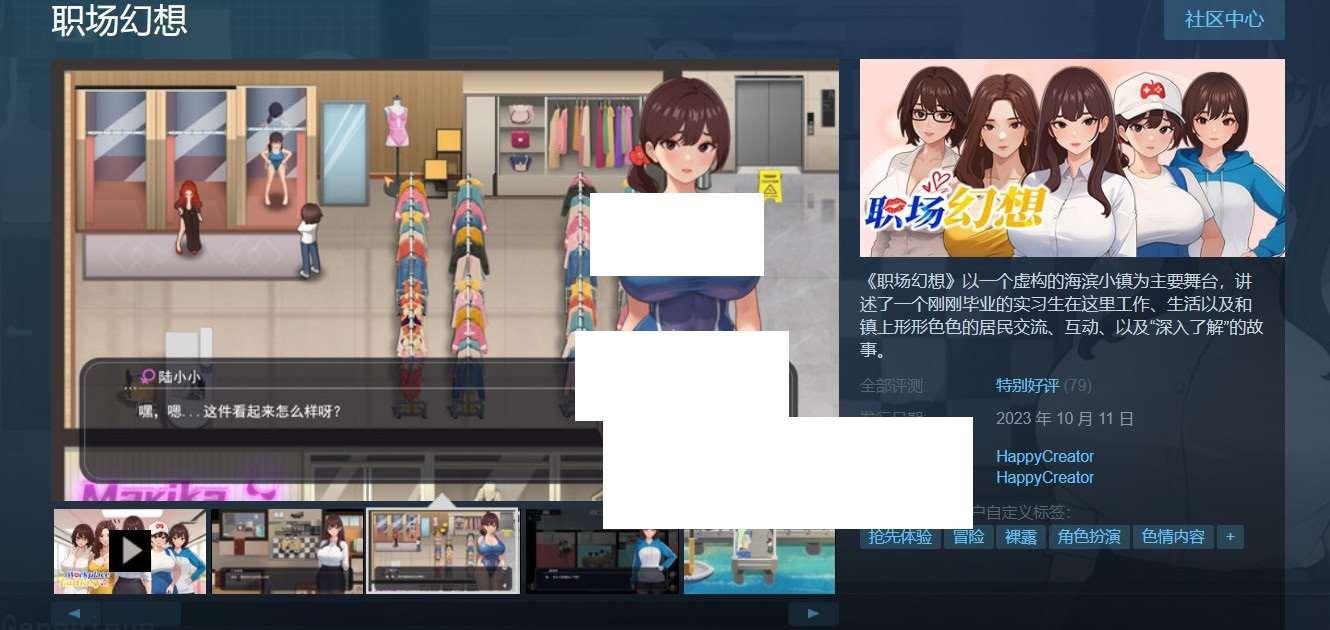 职场幻想
社区中心
陆小小
嘿，嗯...这件看起来怎么样呀？
Marika
职场幻想
《职场幻想》以一个虚构的海滨小镇为主要舞台，讲
述了一个刚刚毕业的实习生在这里工作、生活以及和
镇上形形色色的居民交流、互动、以及“深入了解”的故
事。
全部评测:
特别好评 (79)
发行日期:
2023 年 10 月 11 日
HappyCreator
HappyCreator
户自定义标签：
抢先体验
冒险
裸露
角色扮演
色情内容
+